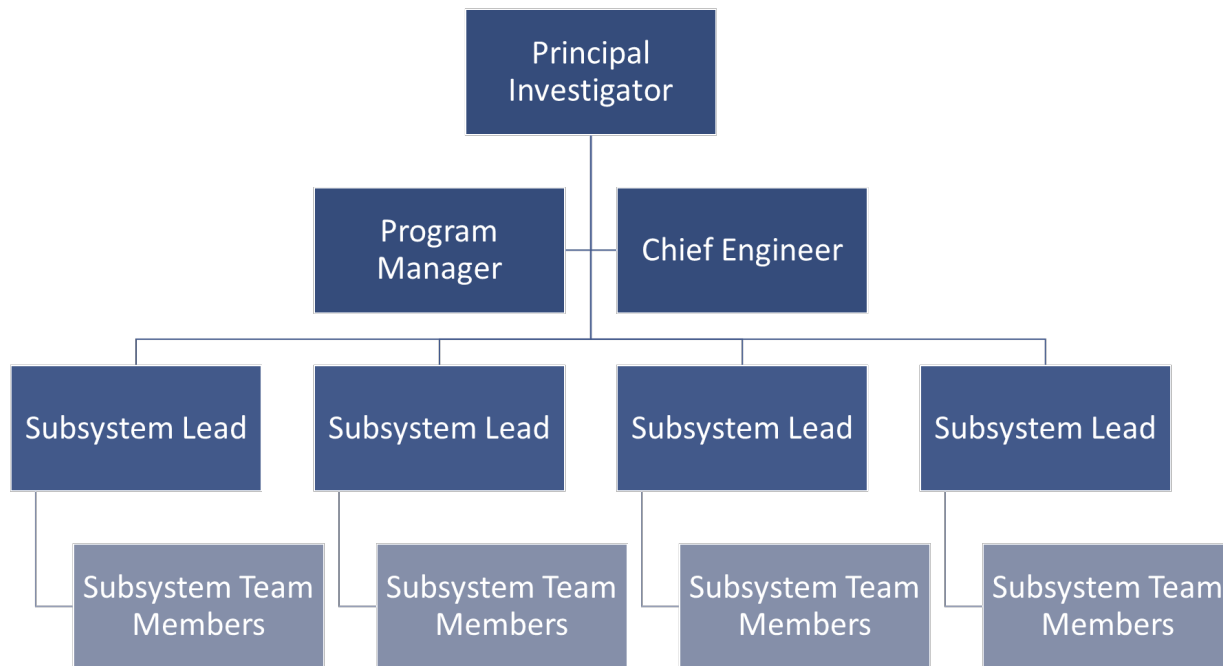 Principal
Investigator
Program
Manager
Chief Engineer
Subsystem Lead
Subsystem Lead
Subsystem Lead
Subsystem Lead
Subsystem Team
Members
Subsystem Team
Members
Subsystem Team
Members
Subsystem Team
Members